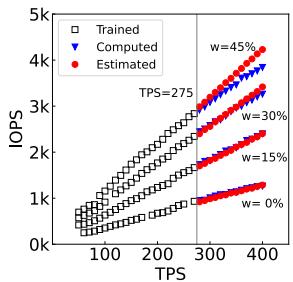 5k
Trained
Computed
Estimated
w=45%
4k
TPS=275
3k
w=30%
IOPS
2k
w=15%
1k
w= 0%
0k
100 200 300 400
TPS